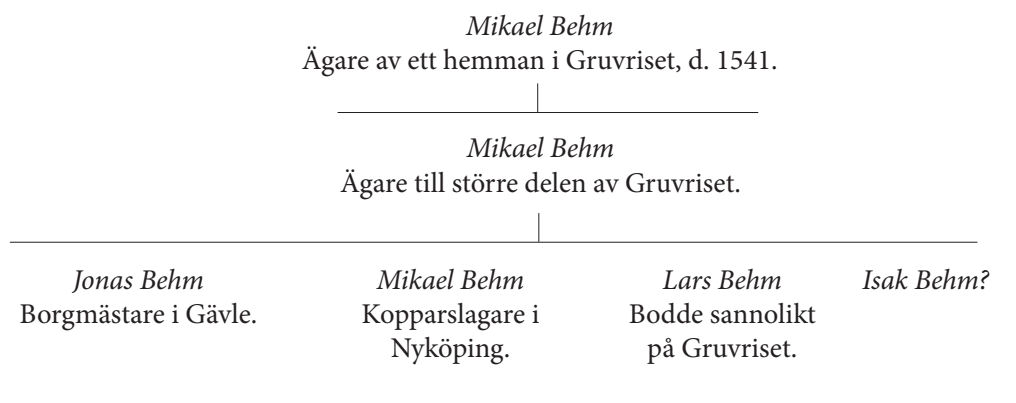 Mikael Behm
Ägare av ett hemman i Gruvriset, d. 1541.
Mikael Behm
Ägare till större delen av Gruvriset.
Jonas Behm
Borgmästare i Gävle.
Mikael Behm
Kopparslagare i
Nyköping.
Lars Behm
Bodde sannolikt
på Gruvriset.
Isak Behm?